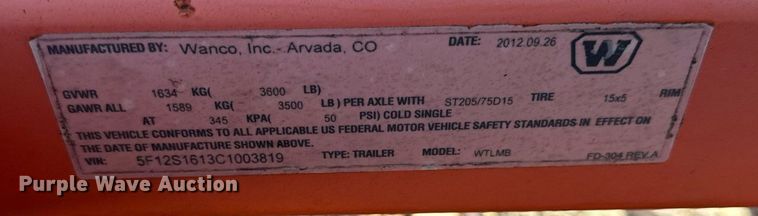 MANUFACTURED BY: Wanco, Inc.- Arvada, CO DATE: 2012.09.26 W
GVWR 1634 KG( 3600 LB)
GAWR ALL 1589 KG( 3500 LB) PER AXLE WITH ST205/75D15 TIRE 15x5 RIM
AT 345 KPA( 50 PSI) COLD SINGLE
THIS VEHICLE CONFORMS TO ALL APPLICABLE US FEDERAL MOTOR VEHICLE SAFETY STANDARDS IN EFFECT ON
THE DATE OF MANUFACTURE SHOWN ABOVE.
VIN: 5F12S1613C1003819 TYPE: TRAILER MODEL: WTLMB FD-304 REV.A
Purple Wave Auction